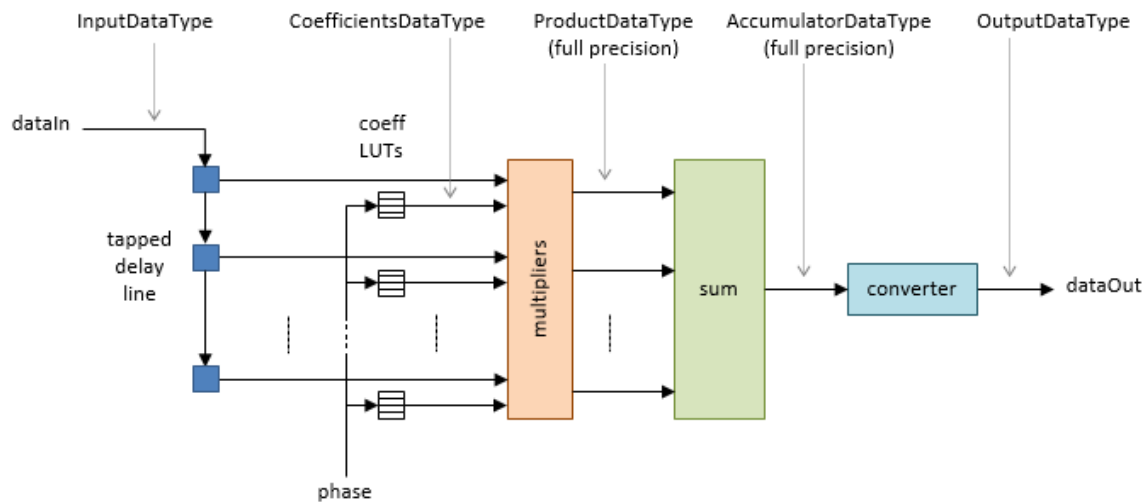 InputDataType
CoefficientsDataType
ProductDataType
(full precision)
AccumulatorDataType
(full precision)
OutputDataType
dataIn
coeff
LUTs
tapped
delay
line
multipliers
sum
converter
dataOut
phase